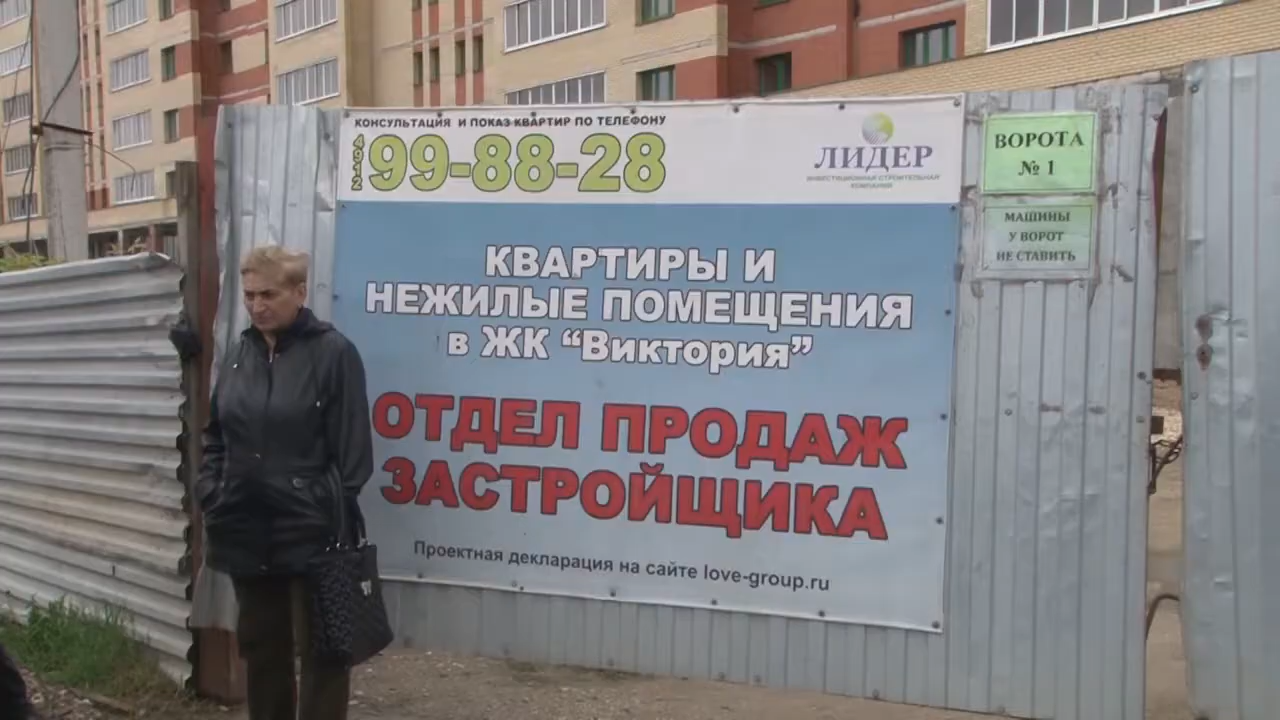 КОНСУЛЬТАЦИЯ И ПОКАЗ КВАРТИР ПО ТЕЛЕФОНУ
4912 99-88-28
ЛИДЕР
ИНВЕСТИЦИОННАЯ СТРОИТЕЛЬНАЯ
КОМПАНИЯ
КВАРТИРЫ И
НЕЖИЛЫЕ ПОМЕЩЕНИЯ
в ЖК “Виктория”
ОТДЕЛ ПРОДАЖ
ЗАСТРОЙЩИКА
Проектная декларация на сайте love-group.ru
ВОРОТА
№ 1
МАШИНЫ
У ВОРОТ
НЕ СТАВИТЬ